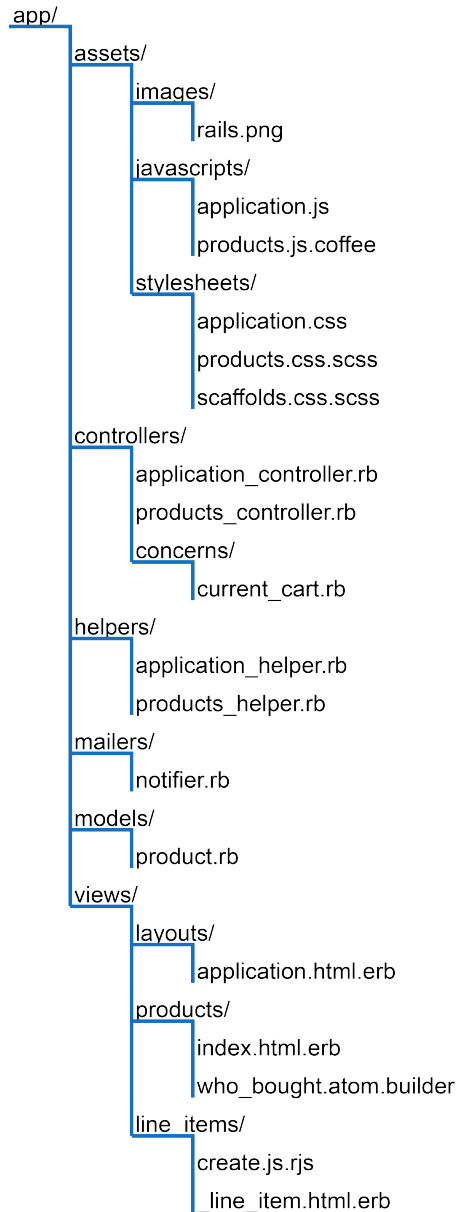 app/
assets/
images/
rails.png
javascripts/
application.js
products.js.coffee
stylesheets/
application.css
products.css.scss
scaffolds.css.scss
controllers/
application_controller.rb
products_controller.rb
concerns/
current_cart.rb
helpers/
application_helper.rb
products_helper.rb
mailers/
notifier.rb
models/
product.rb
views/
layouts/
application.html.erb
products/
index.html.erb
who_bought.atom.builder
line_items/
create.js.rjs
_line_item.html.erb